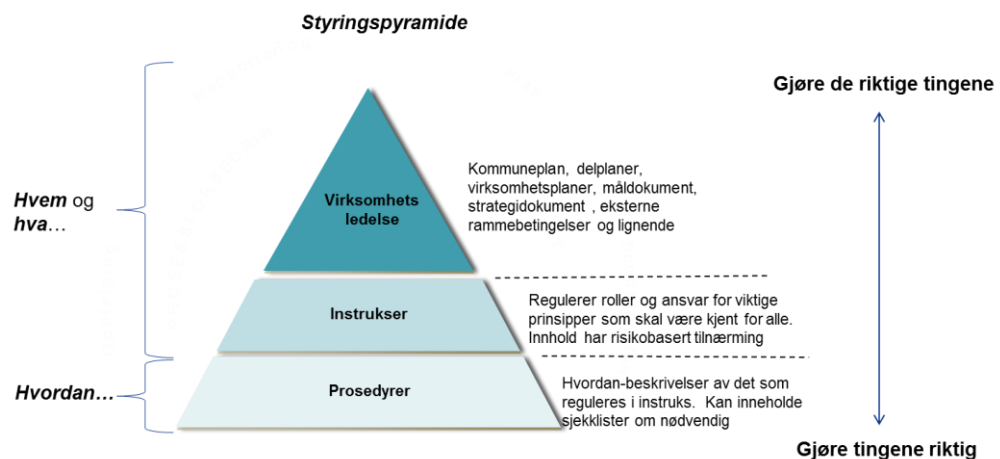 Styringspyramide
Gjøre de riktige tingene
Hvem og
hva…
Virksomhets
ledelse
Kommuneplan, delplaner,
virksomhetsplaner, måldokument,
strategidokument , eksterne
rammebetingelser og lignende
Instrukser
Regulerer roller og ansvar for viktige
prinsipper som skal være kjent for alle.
Innhold har risikobasert tilnærming
Hvordan…
Prosedyrer
Hvordan-beskrivelser av det som
reguleres i instruks. Kan inneholde
sjekklister om nødvendig
Gjøre tingene riktig